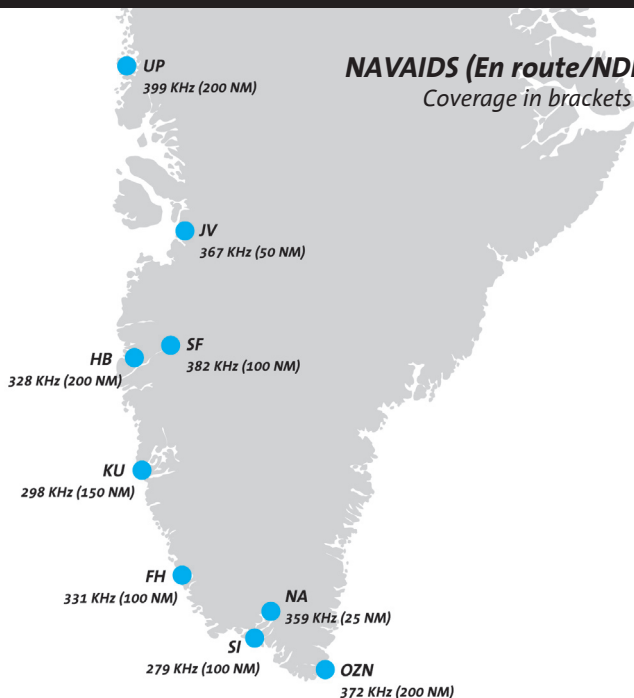 NAVAIDS (En route/NDB
Coverage in brackets
UP
399 KHz (200 NM)
JV
367 KHz (50 NM)
SF
382 KHz (100 NM)
HB
328 KHz (200 NM)
KU
298 KHz (150 NM)
FH
331 KHz (100 NM)
NA
359 KHz (25 NM)
SI
279 KHz (100 NM)
OZN
372 KHz (200 NM)